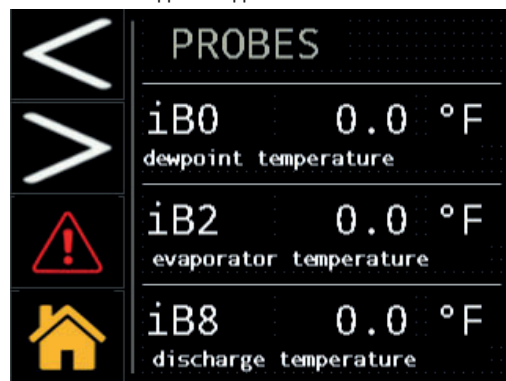 PROBES
iB0 0.0 °F
dewpoint temperature
iB2 0.0 °F
evaporator temperature
iB8 0.0 °F
discharge temperature